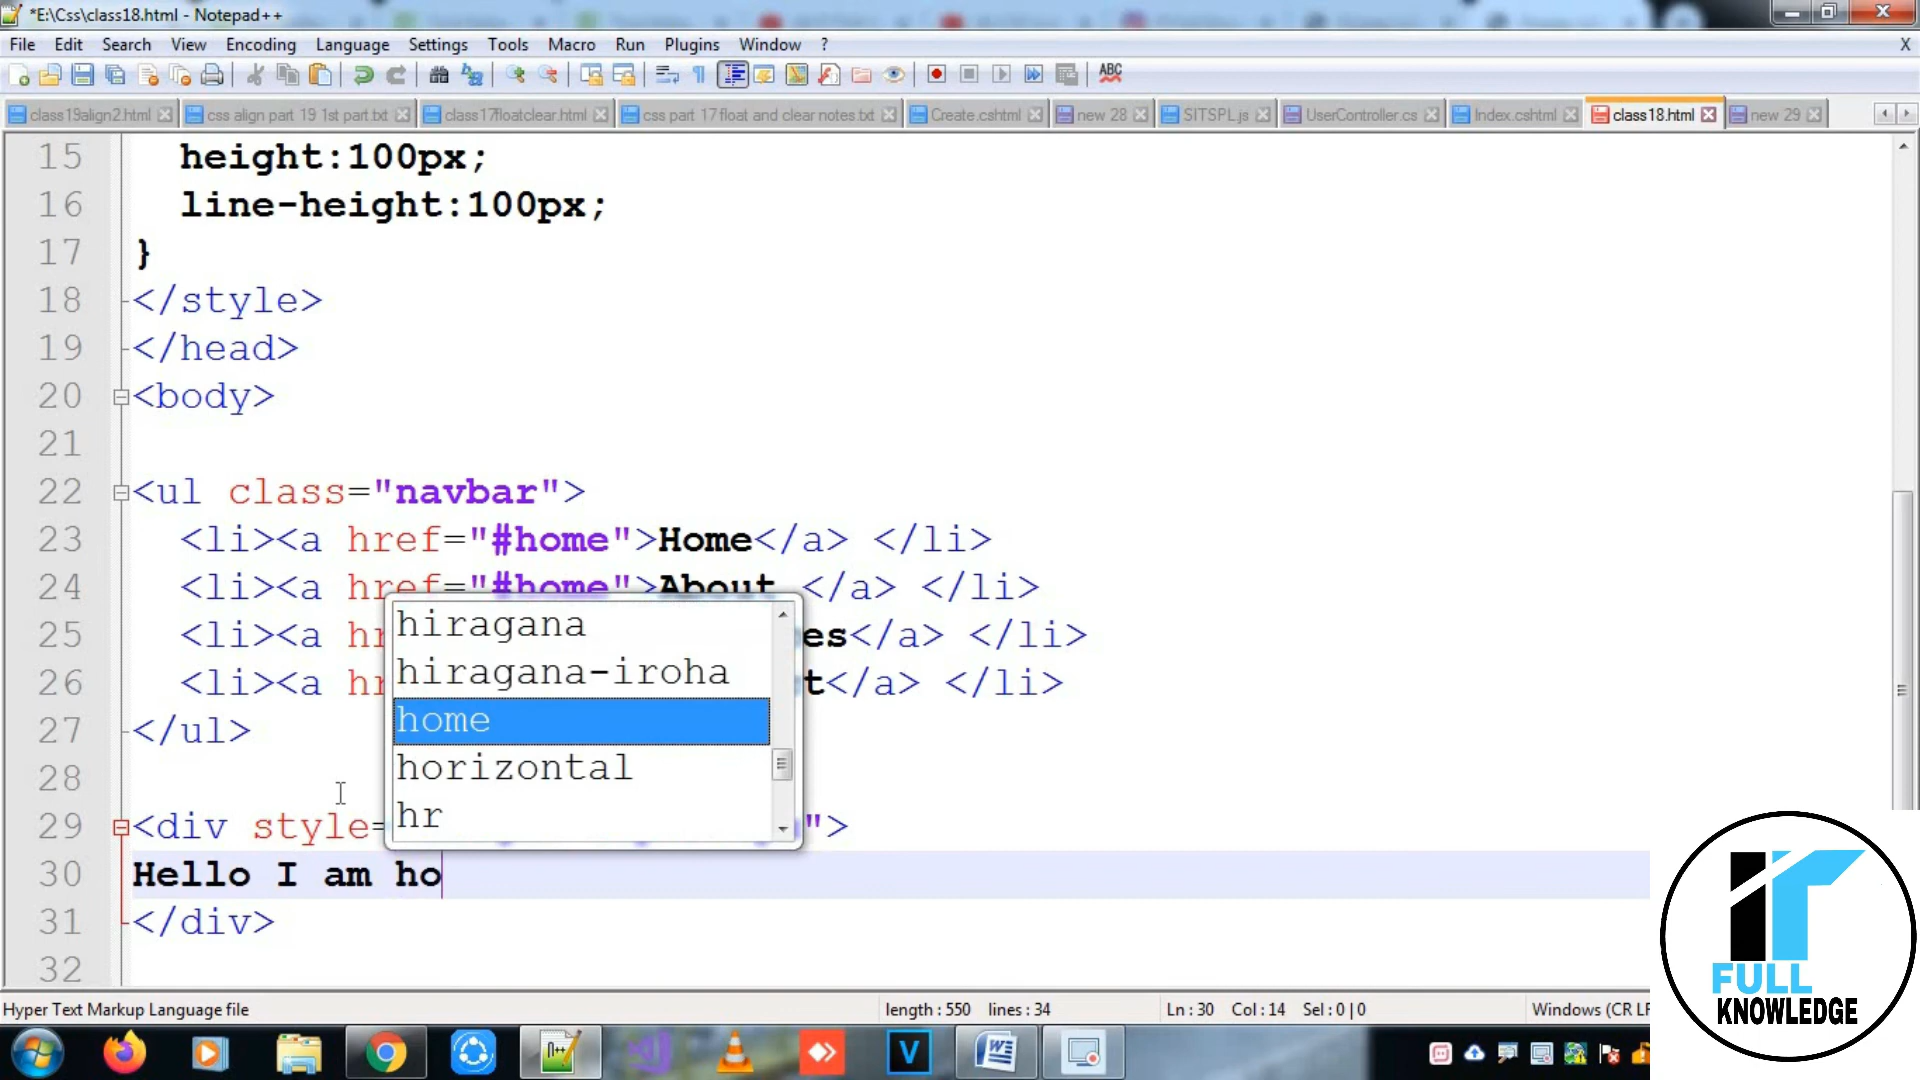 *E:\Css\class18.html - Notepad++
File Edit Search View Encoding Language Settings Tools Macro Run Plugins Window ? X
ABC
class19align2.html css align part 19 1st part.txt class17floatclear.html css part 17 float and clear notes.txt Create.cshtml new 28 SITSPL.js UserController.cs Index.cshtml class18.html new 29
15 height:100px;
16 line-height:100px;
17 }
18 </style>
19 </head>
20 <body>
21
22 <ul class="navbar">
23 <li><a href="#home">Home</a> </li>
24 <li><a href="#home">About </a> </li>
25 <li><a hr es</a> </li>
26 <li><a hr t</a> </li>
27 </ul>
28
29 <div style= ">
30 Hello I am ho
31 </div>
32
hiragana
hiragana-iroha
home
horizontal
hr
Hyper Text Markup Language file length : 550 lines : 34 Ln : 30 Col : 14 Sel : 0 | 0 Windows (CR LF
FULL
KNOWLEDGE